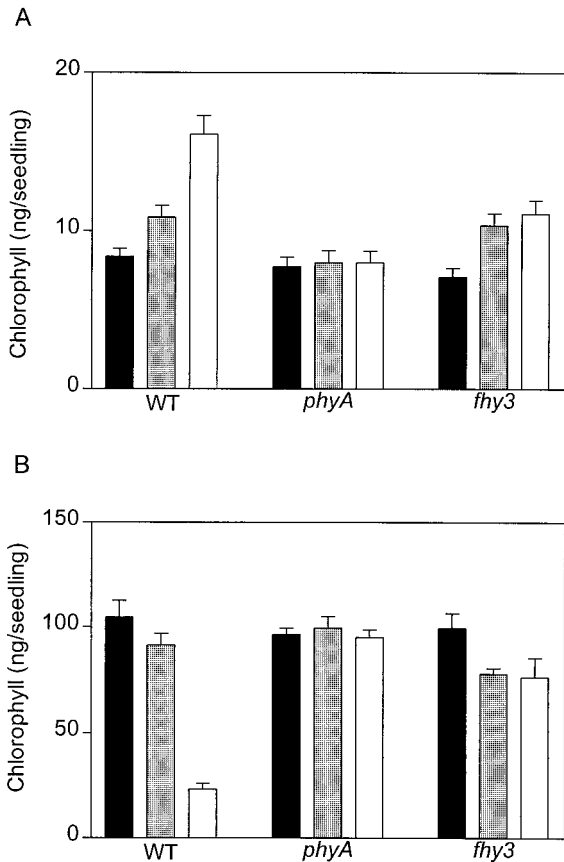 A
Chlorophyll (ng/seedling)
20
10
0
WT phyA fhy3
B
Chlorophyll (ng/seedling)
150
100
50
0
WT phyA fhy3